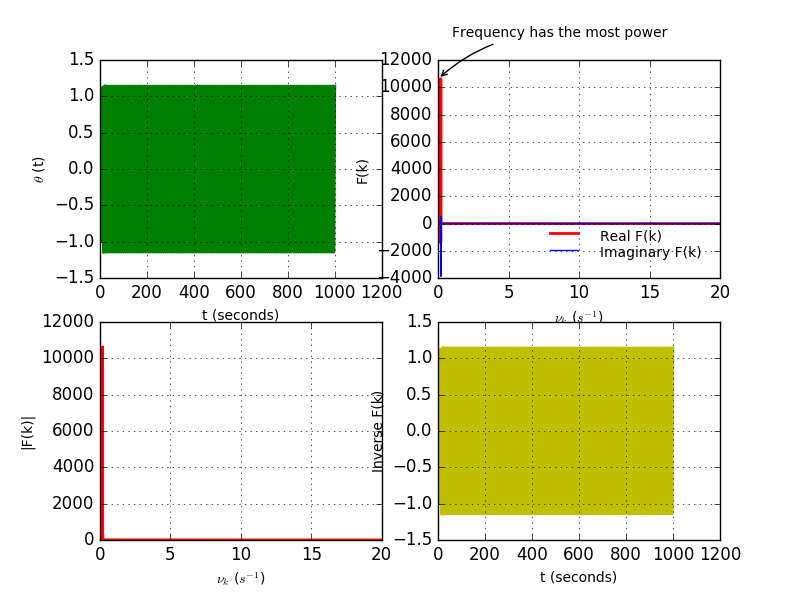 Frequency has the most power
1.5
1.0
0.5
0.0
−0.5
−1.0
−1.5
θ (t)
0 200 400 600 800 1000 1200
t (seconds)
12000
10000
8000
6000
4000
2000
0
−2000
−4000
F(k)
Real F(k)
Imaginary F(k)
0 5 10 15 20
νk (s−1)
12000
10000
8000
6000
4000
2000
0
|F(k)|
0 5 10 15 20
νk (s−1)
1.5
1.0
0.5
0.0
−0.5
−1.0
−1.5
Inverse F(k)
0 200 400 600 800 1000 1200
t (seconds)